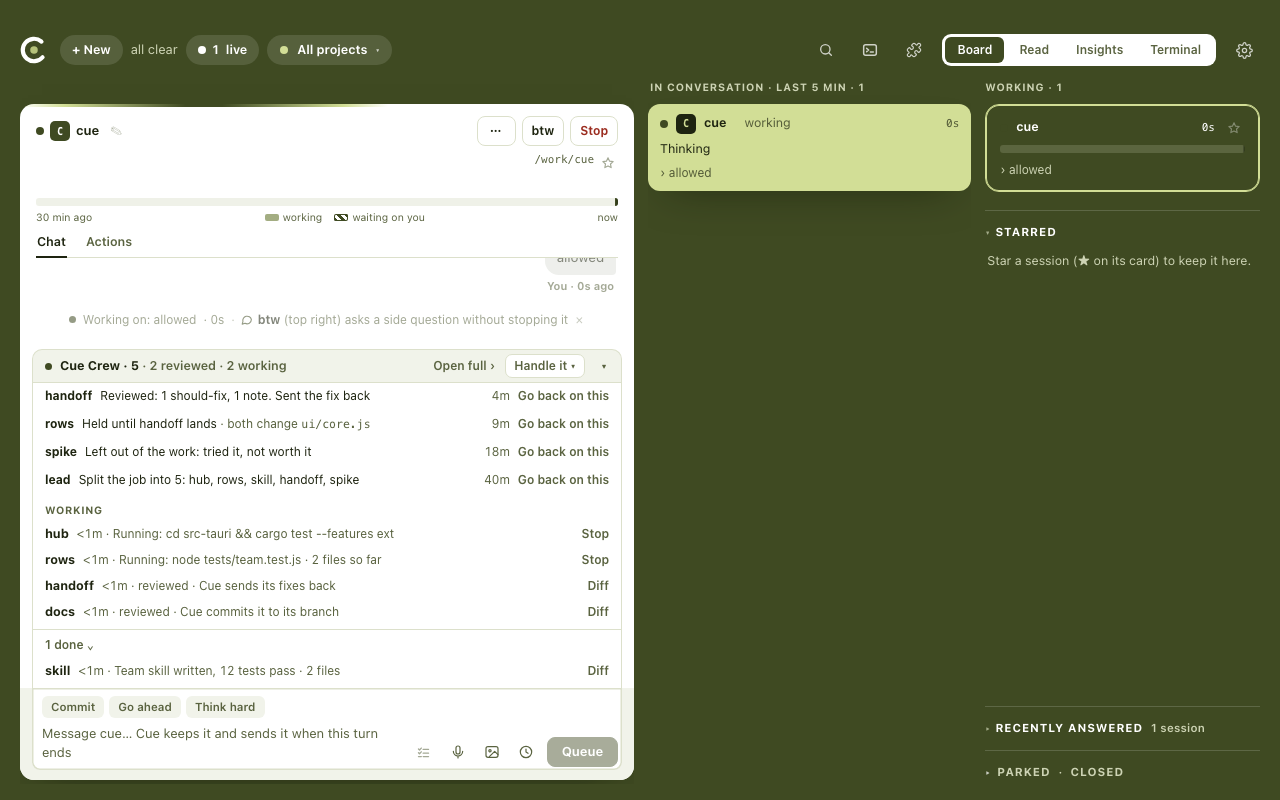 + New
all clear
1 live
All projects
Board
Read
Insights
Terminal
C cue
···
btw
Stop
/work/cue
30 min ago
working
waiting on you
now
Chat
Actions
allowed
You · 0s ago
Working on: allowed · 0s · btw (top right) asks a side question without stopping it ×
Cue Crew · 5 · 2 reviewed · 2 working
Open full ›
Handle it
handoff Reviewed: 1 should-fix, 1 note. Sent the fix back 4m Go back on this
rows Held until handoff lands · both change ui/core.js 9m Go back on this
spike Left out of the work: tried it, not worth it 18m Go back on this
lead Split the job into 5: hub, rows, skill, handoff, spike 40m Go back on this
WORKING
hub <1m · Running: cd src-tauri && cargo test --features ext Stop
rows <1m · Running: node tests/team.test.js · 2 files so far Stop
handoff <1m · reviewed · Cue sends its fixes back Diff
docs <1m · reviewed · Cue commits it to its branch Diff
1 done
skill <1m · Team skill written, 12 tests pass · 2 files Diff
Commit
Go ahead
Think hard
Message cue... Cue keeps it and sends it when this turn
ends
Queue
IN CONVERSATION · LAST 5 MIN · 1
C cue working 0s
Thinking
› allowed
WORKING · 1
cue 0s
› allowed
STARRED
Star a session (★ on its card) to keep it here.
RECENTLY ANSWERED 1 session
PARKED · CLOSED